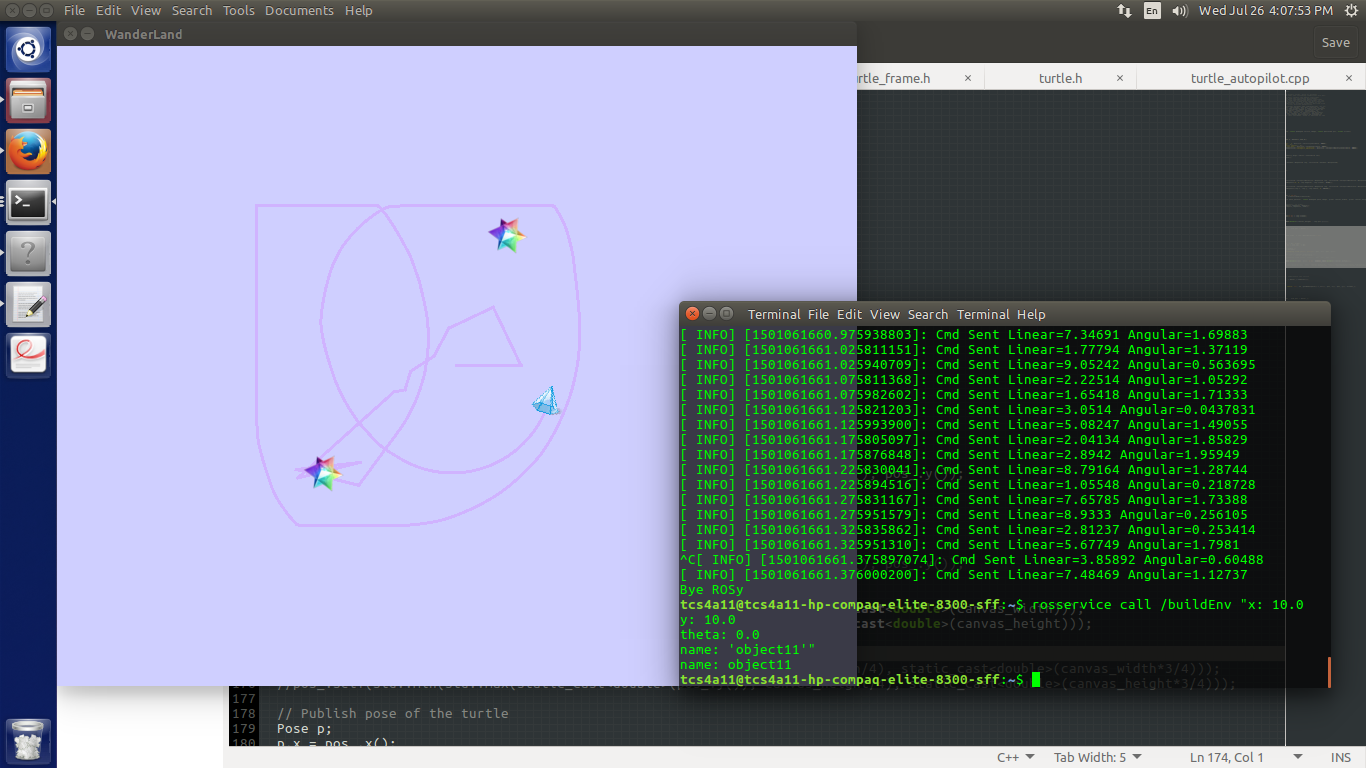 File Edit View Search Tools Documents Help
En
Wed Jul 26 4:07:53 PM
WanderLand
Save
urtle_frame.h × turtle.h × turtle_autopilot.cpp ×
Terminal File Edit View Search Terminal Help
[ INFO] [1501061660.975938803]: Cmd Sent Linear=7.34691 Angular=1.69883
[ INFO] [1501061661.025811151]: Cmd Sent Linear=1.77794 Angular=1.37119
[ INFO] [1501061661.025940709]: Cmd Sent Linear=9.05242 Angular=0.563695
[ INFO] [1501061661.075811368]: Cmd Sent Linear=2.22514 Angular=1.05292
[ INFO] [1501061661.075982602]: Cmd Sent Linear=1.65418 Angular=1.71333
[ INFO] [1501061661.125821203]: Cmd Sent Linear=3.0514 Angular=0.0437831
[ INFO] [1501061661.125993900]: Cmd Sent Linear=5.08247 Angular=1.49055
[ INFO] [1501061661.175805097]: Cmd Sent Linear=2.04134 Angular=1.85829
[ INFO] [1501061661.175876848]: Cmd Sent Linear=2.8942 Angular=1.95949
[ INFO] [1501061661.225830041]: Cmd Sent Linear=8.79164 Angular=1.28744
[ INFO] [1501061661.225894516]: Cmd Sent Linear=1.05548 Angular=0.218728
[ INFO] [1501061661.275831167]: Cmd Sent Linear=7.65785 Angular=1.73388
[ INFO] [1501061661.275951579]: Cmd Sent Linear=8.9333 Angular=0.256105
[ INFO] [1501061661.325835862]: Cmd Sent Linear=2.81237 Angular=0.253414
[ INFO] [1501061661.325951310]: Cmd Sent Linear=5.67749 Angular=1.7981
^C[ INFO] [1501061661.375897074]: Cmd Sent Linear=3.85892 Angular=0.60488
[ INFO] [1501061661.376000200]: Cmd Sent Linear=7.48469 Angular=1.12737
Bye ROSy
tcs4a11@tcs4a11-hp-compaq-elite-8300-sff:~$ rosservice call /buildEnv "x: 10.0
y: 10.0
theta: 0.0
name: 'object11'"
name: object11
tcs4a11@tcs4a11-hp-compaq-elite-8300-sff:~$
cast<double>(canvas_height)));
/4), static_cast<double>(canvas_width*3/4)));
(canvas_height*3/4)));
177
178 // Publish pose of the turtle
179 Pose p;
180 p.x = pos_.x();
C++ Tab Width: 5 Ln 174, Col 1 INS